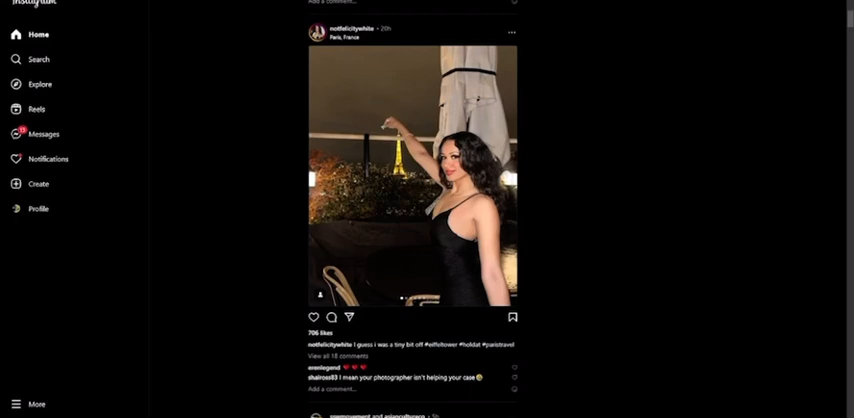 Instagram
Add a comment...
notfelicitywhite • 20h
Paris, France
Home
Search
Explore
Reels
13
Messages
Notifications
Create
Profile
706 likes
notfelicitywhite I guess i was a tiny bit off #eiffeltower #holdat #paristravel
View all 18 comments
erenlegend ❤️ ❤️ ❤️
shaiross83 I mean your photographer isn't helping your case 😂
Add a comment...
More